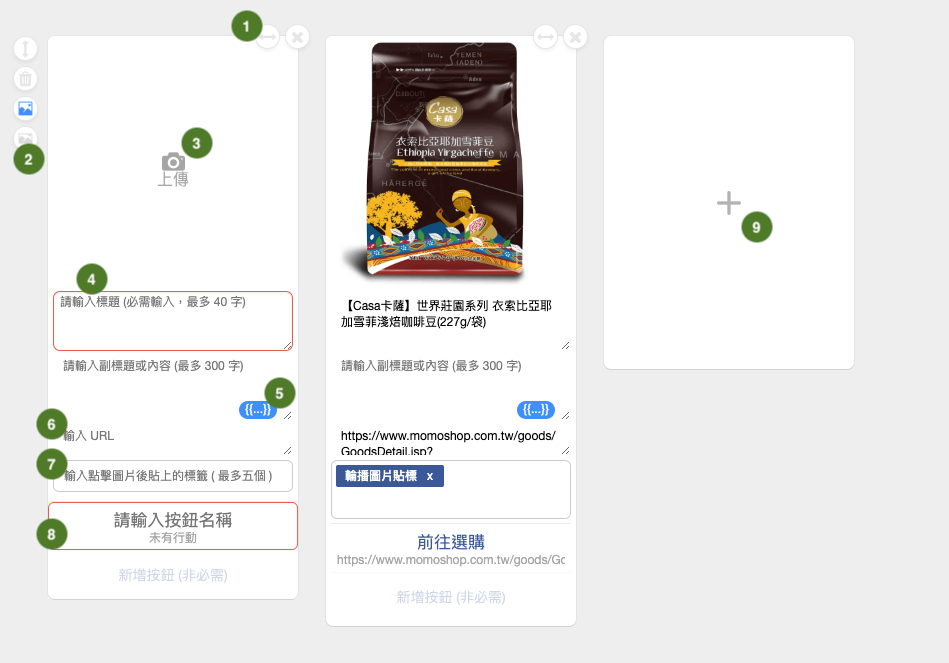 1
2
3
上傳
4
請輸入標題 (必需輸入，最多 40 字)
請輸入副標題或內容 (最多 300 字)
{{...}}
5
6
輸入 URL
7
輸入點擊圖片後貼上的標籤 ( 最多五個 )
8
請輸入按鈕名稱
未有行動
新增按鈕 (非必需)
YEMEN
(ADEN)
Aden
DJIBOUTI
Casa
卡薩
衣索比亞耶加雪菲豆
Ethiopia Yirgacheffe
HARERGE
【Casa卡薩】世界莊園系列 衣索比亞耶
加雪菲淺焙咖啡豆(227g/袋)
請輸入副標題或內容 (最多 300 字)
{{...}}
https://www.momoshop.com.tw/goods/
GoodsDetail.jsp?
輪播圖片貼標 x
前往選購
https://www.momoshop.com.tw/goods/Gc
新增按鈕 (非必需)
9